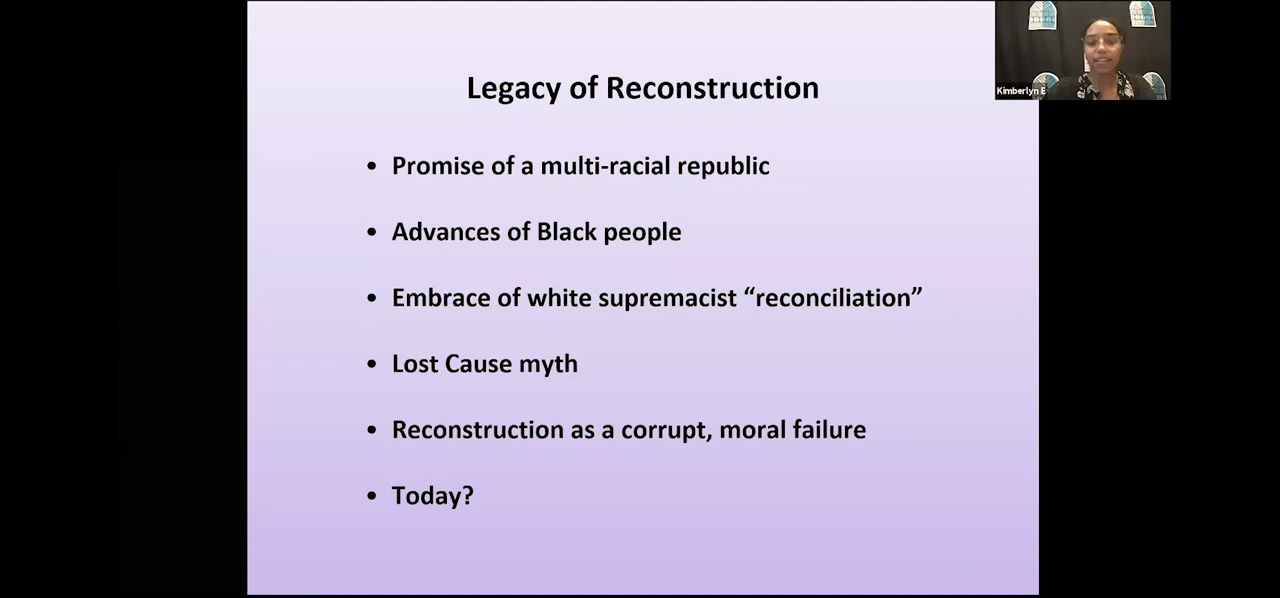 Legacy of Reconstruction
Kimberlyn E
• Promise of a multi-racial republic
• Advances of Black people
• Embrace of white supremacist “reconciliation”
• Lost Cause myth
• Reconstruction as a corrupt, moral failure
• Today?